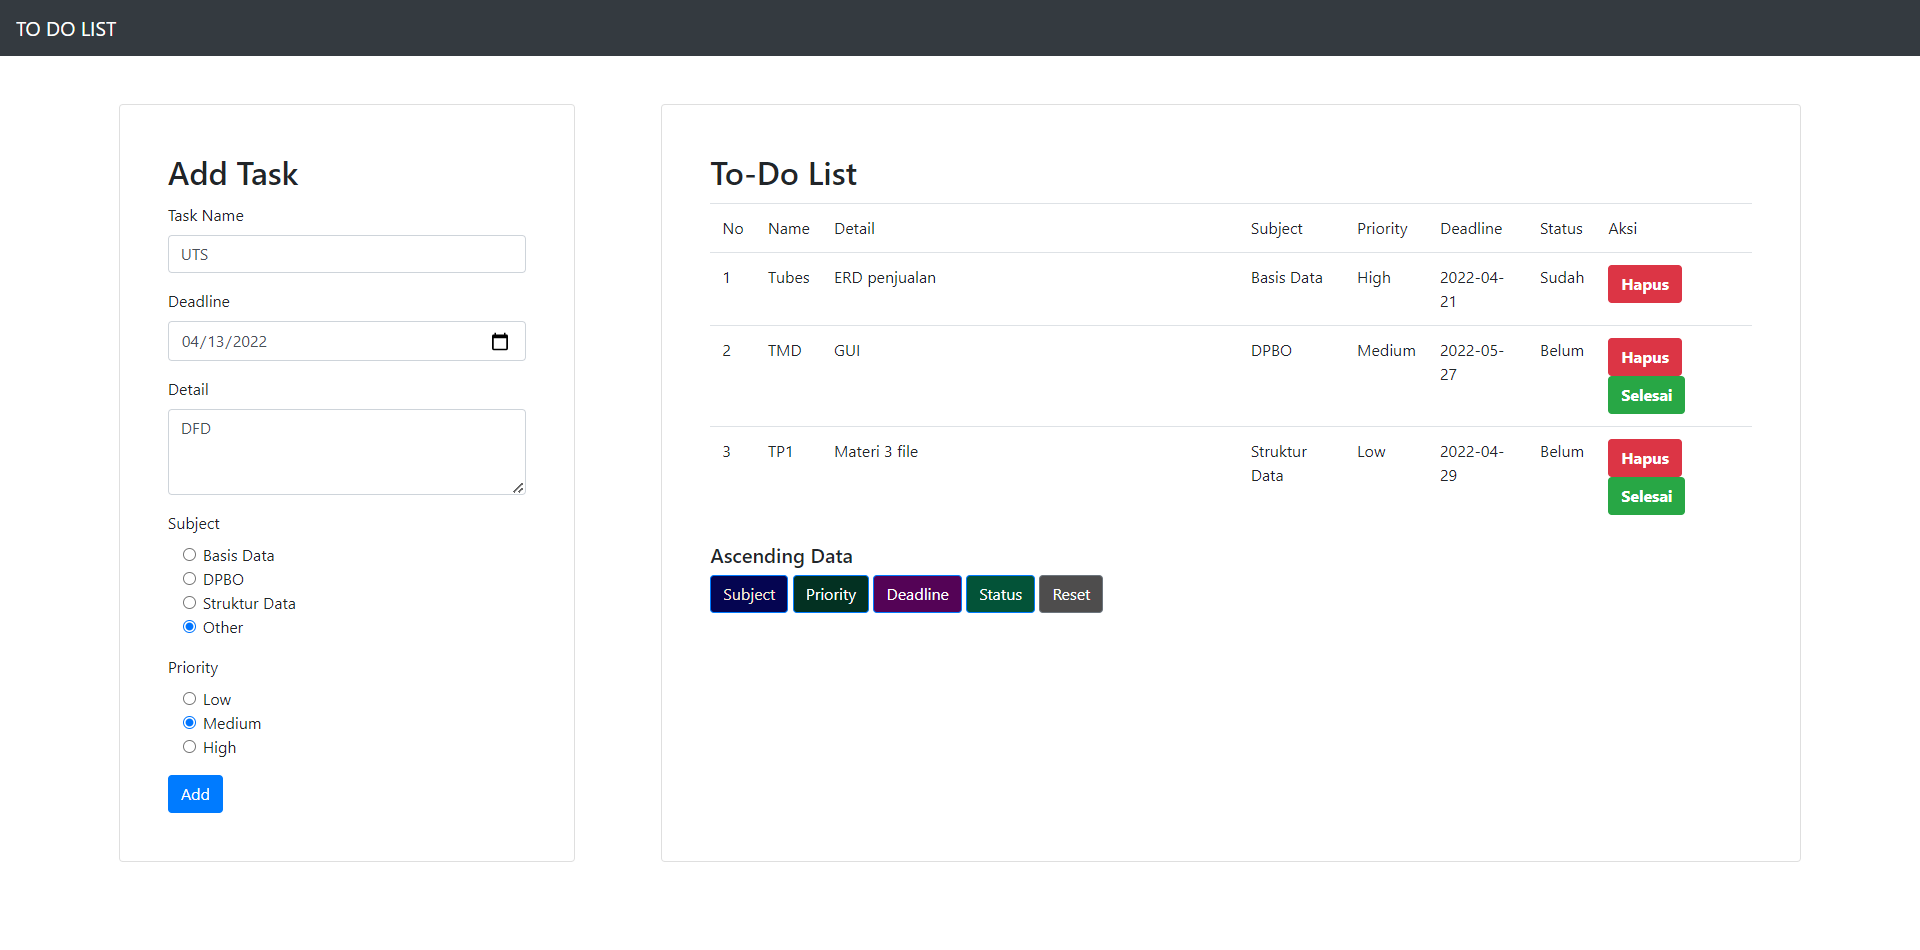 TO DO LIST
Add Task
Task Name
UTS
Deadline
04/13/2022
Detail
DFD
Subject
Basis Data
DPBO
Struktur Data
Other
Priority
Low
Medium
High
Add
To-Do List
No Name Detail Subject Priority Deadline Status Aksi
1 Tubes ERD penjualan Basis Data High 2022-04- Sudah Hapus
21
2 TMD GUI DPBO Medium 2022-05- Belum Hapus
27
Selesai
3 TP1 Materi 3 file Struktur Low 2022-04- Belum Hapus
Data 29
Selesai
Ascending Data
Subject Priority Deadline Status Reset